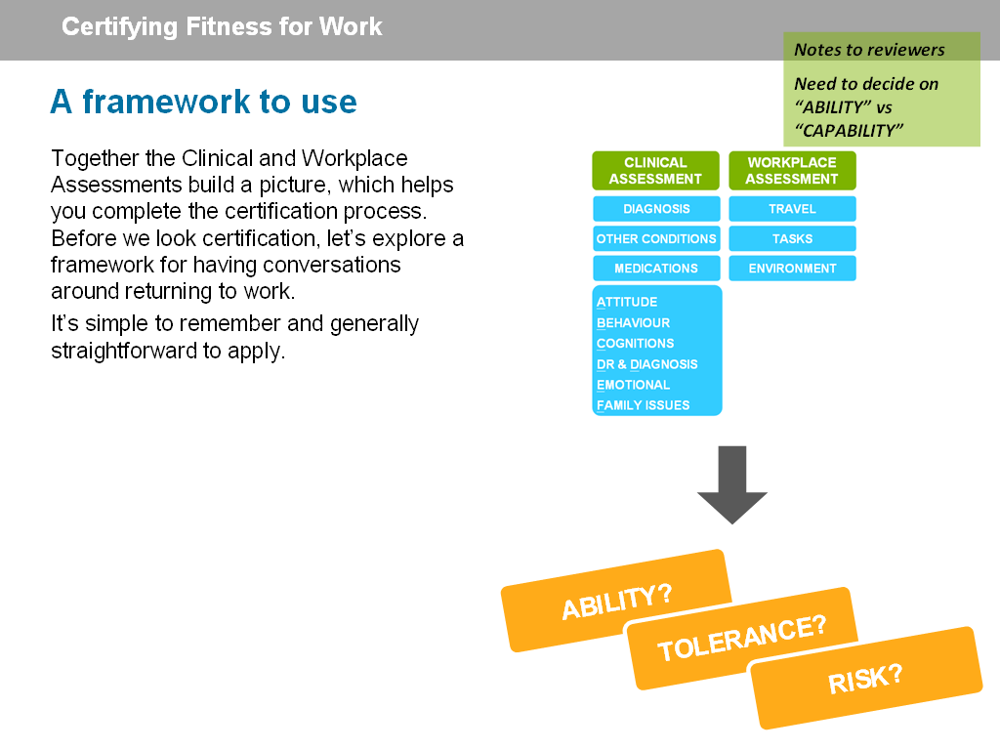 Certifying Fitness for Work
Notes to reviewers
Need to decide on
“ABILITY” vs
“CAPABILITY”
A framework to use
Together the Clinical and Workplace
Assessments build a picture, which helps
you complete the certification process.
Before we look certification, let’s explore a
framework for having conversations
around returning to work.
It’s simple to remember and generally
straightforward to apply.
CLINICAL
ASSESSMENT
DIAGNOSIS
OTHER CONDITIONS
MEDICATIONS
ATTITUDE
BEHAVIOUR
COGNITIONS
DR & DIAGNOSIS
EMOTIONAL
FAMILY ISSUES
WORKPLACE
ASSESSMENT
TRAVEL
TASKS
ENVIRONMENT
ABILITY?
TOLERANCE?
RISK?